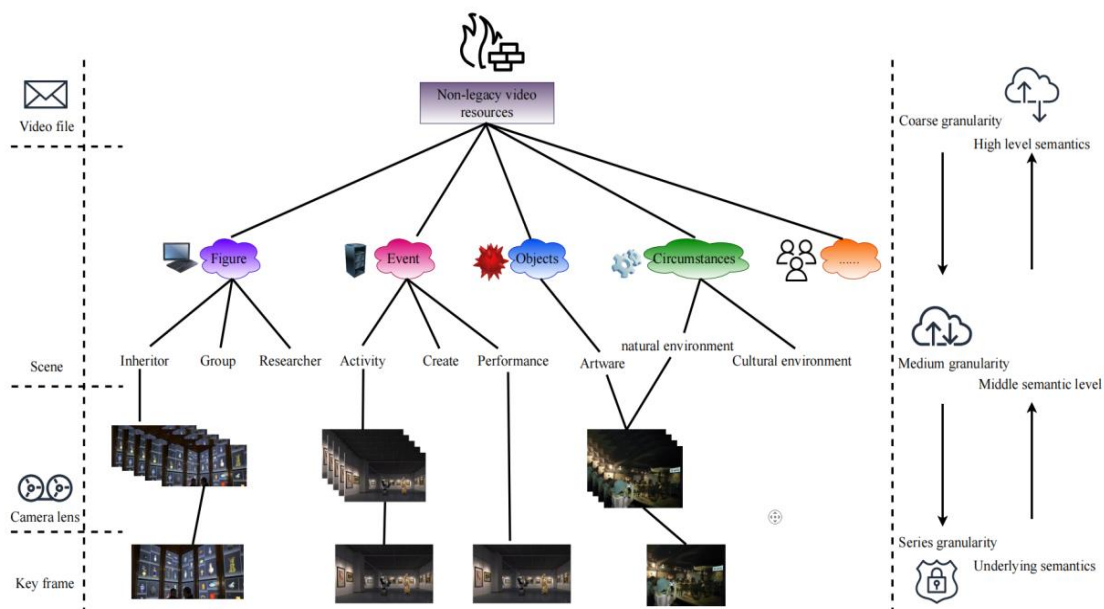 Non-legacy video
resources
Video file
Coarse granularity
High level semantics
Figure
Event
Objects
Circumstances
......
Scene
Inheritor
Group
Researcher
Activity
Create
Performance
Artware
natural environment
Cultural environment
Medium granularity
Middle semantic level
Camera lens
Series granularity
Key frame
Underlying semantics